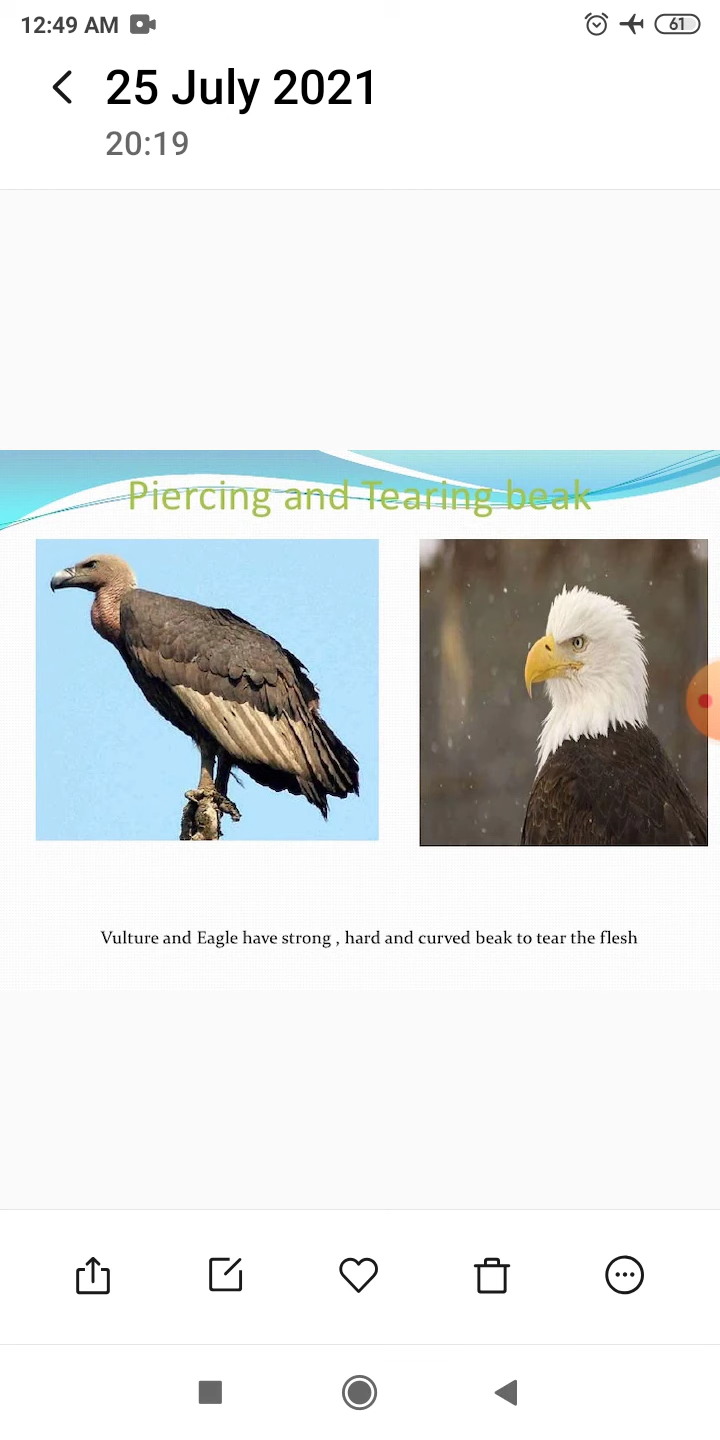 12:49 AM
61
25 July 2021
20:19
Piercing and Tearing beak
Vulture and Eagle have strong , hard and curved beak to tear the flesh